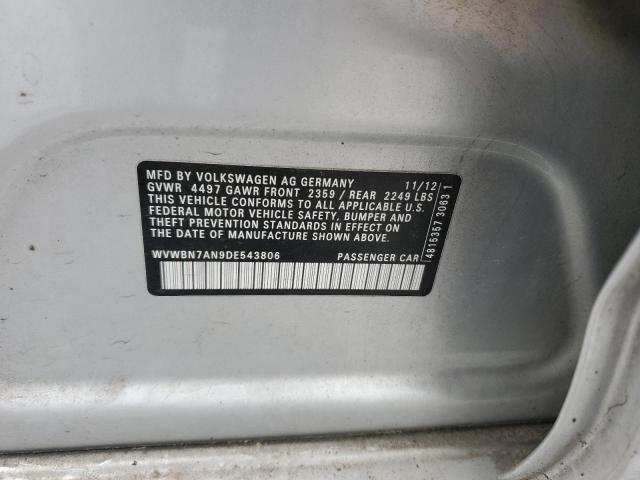 MFD BY VOLKSWAGEN AG GERMANY 11/12
GVWR 4497 GAWR FRONT 2359 / REAR 2249 LBS
THIS VEHICLE CONFORMS TO ALL APPLICABLE U.S.
FEDERAL MOTOR VEHICLE SAFETY, BUMPER AND
THEFT PREVENTION STANDARDS IN EFFECT ON
THE DATE OF MANUFACTURE SHOWN ABOVE.
WVWBN7AN9DE543806 PASSENGER CAR
4815357 30631